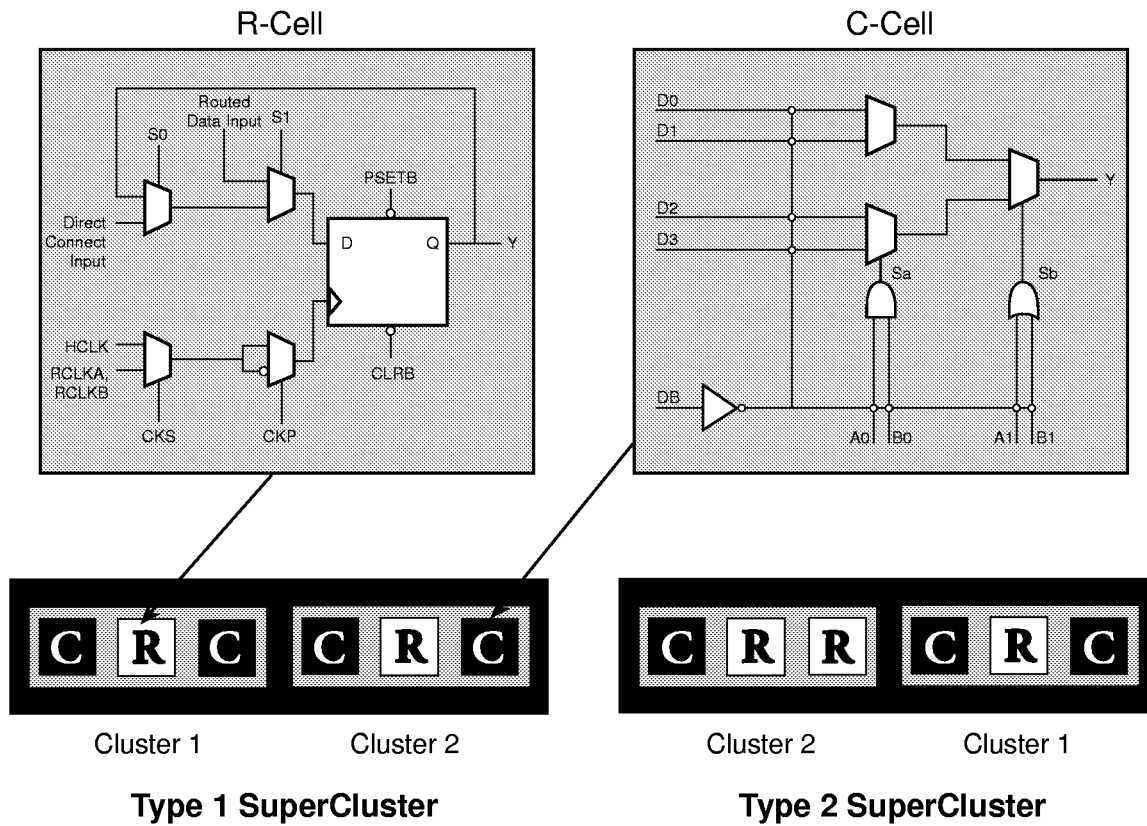 R-Cell
C-Cell
Routed
Data Input
S1
S0
PSETB
Direct
Connect
Input
D
Q
Y
HCLK
RCLKA,
RCLKB
CLRB
CKS
CKP
D0
D1
D2
D3
Y
Sa
Sb
DB
A0
B0
A1
B1
C
R
C
C
R
C
C
R
R
C
R
C
Cluster 1
Cluster 2
Cluster 2
Cluster 1
Type 1 SuperCluster
Type 2 SuperCluster